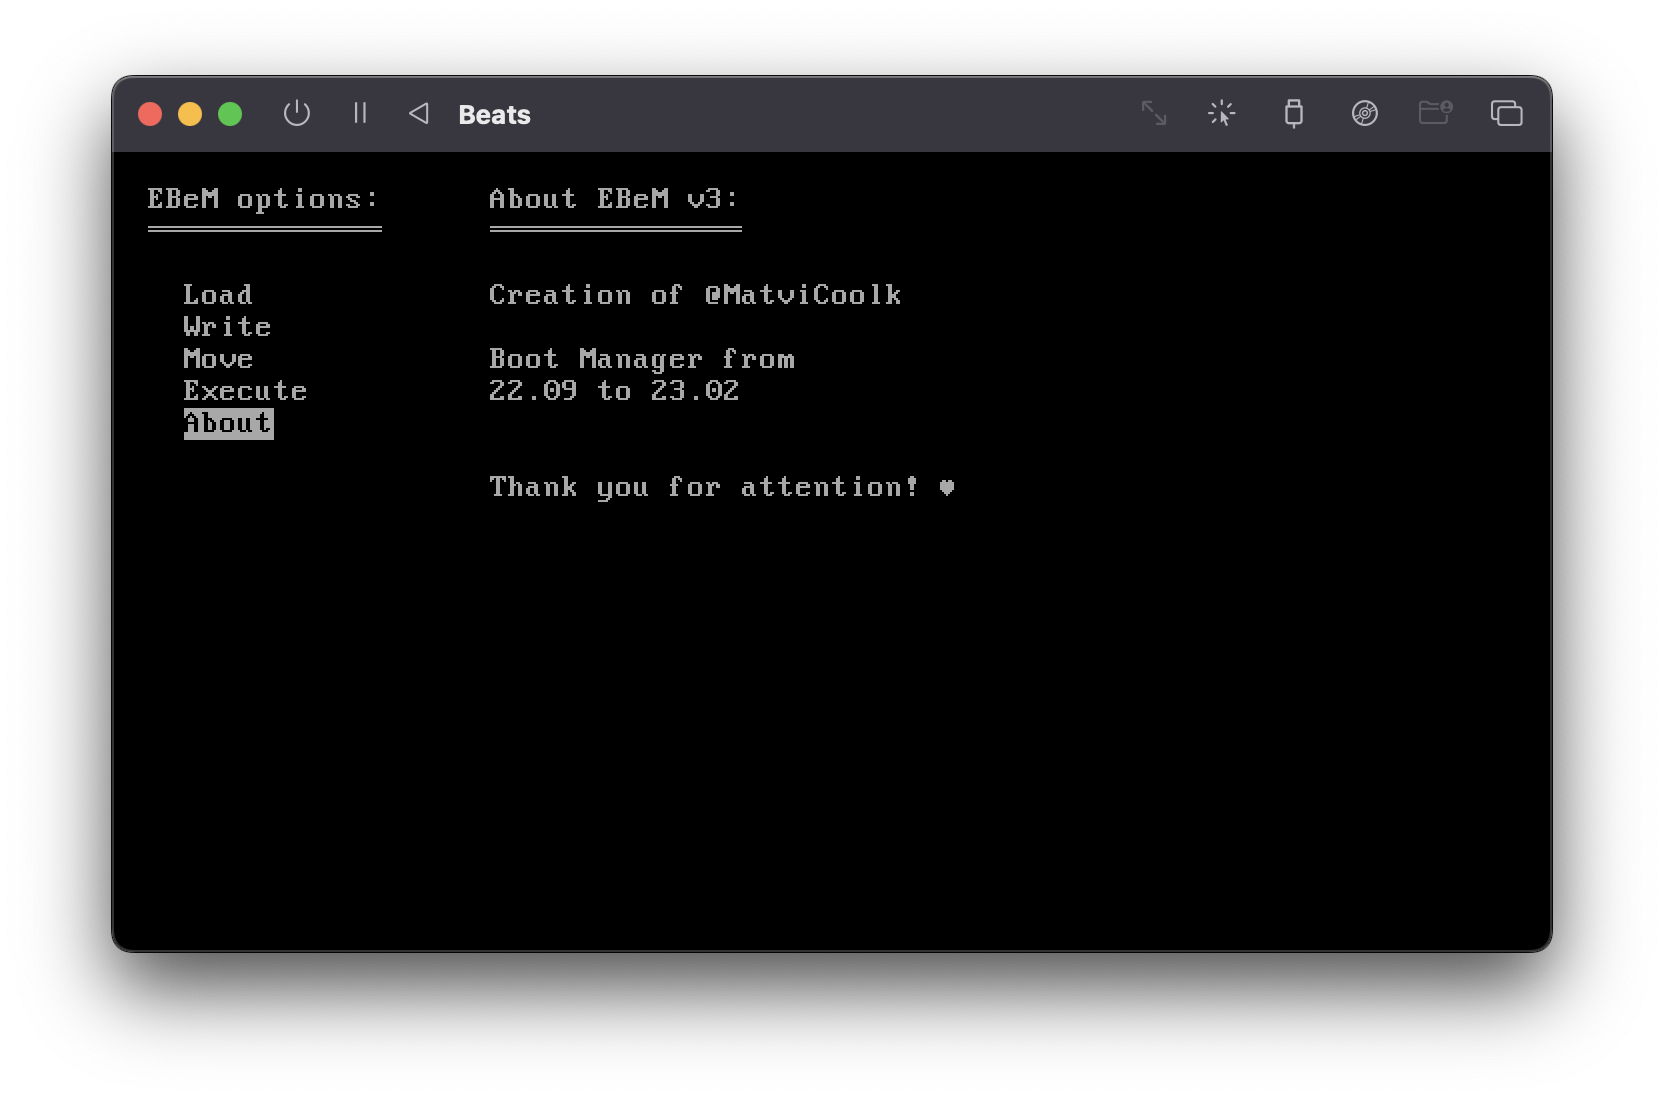 Beats
EBeM options:
Load
Write
Move
Execute
About
About EBeM v3:
Creation of @MatviCoolk
Boot Manager from
22.09 to 23.02
Thank you for attention! ♥